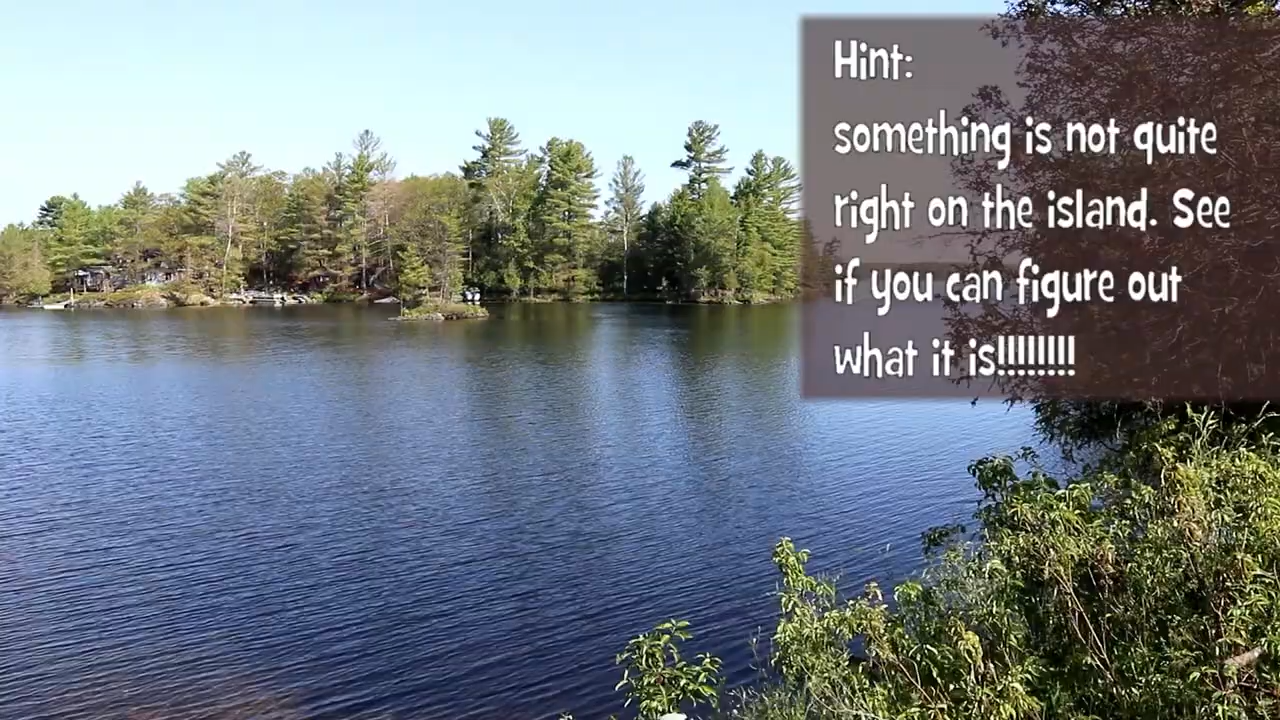 Hint:
something is not quite
right on the island. See
if you can figure out
what it is!!!!!!!!